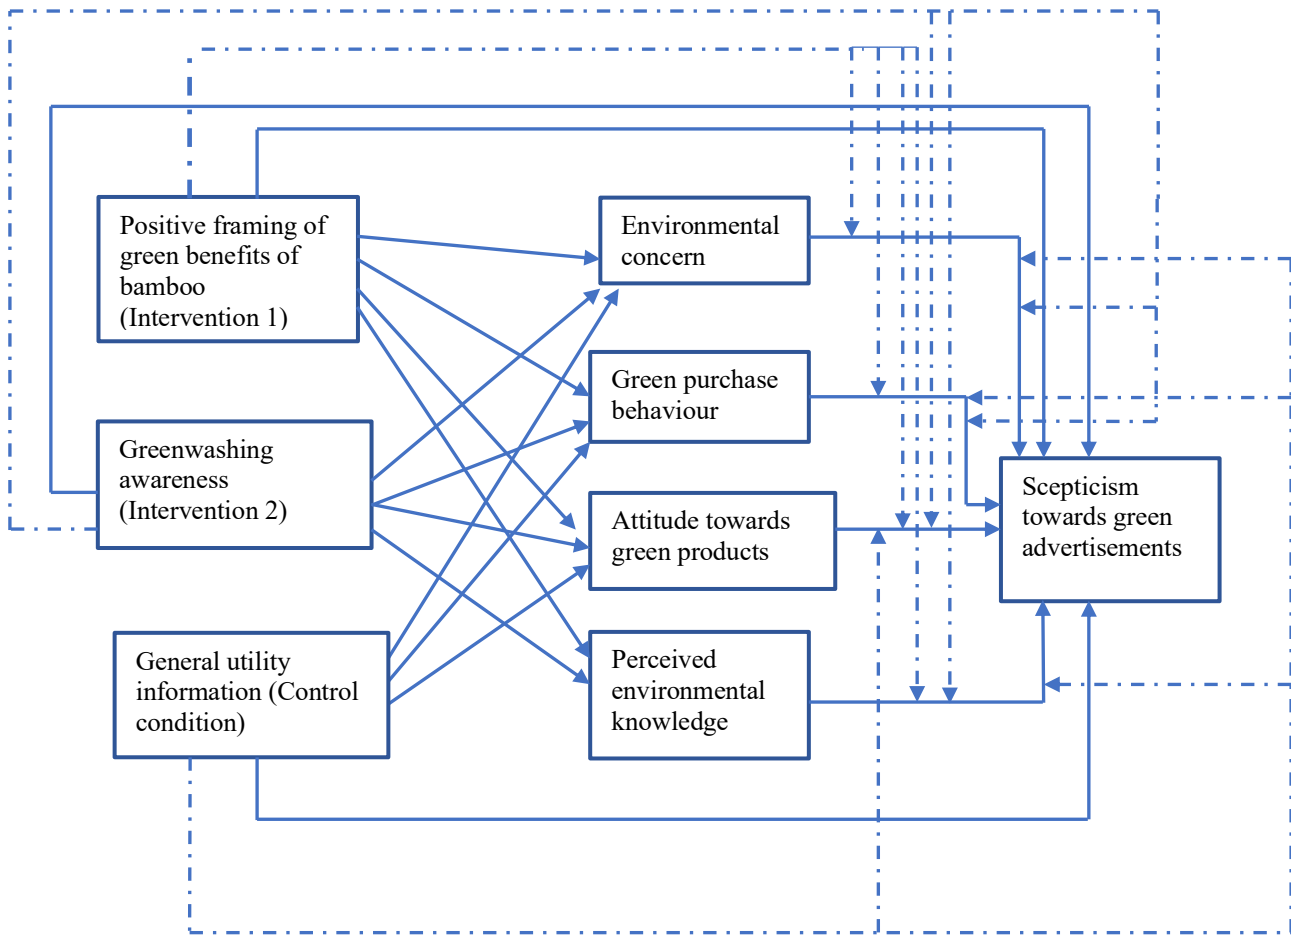 Positive framing of
green benefits of
bamboo
(Intervention 1)
Environmental
concern
Green purchase
behaviour
Greenwashing
awareness
(Intervention 2)
Attitude towards
green products
Scepticism
towards green
advertisements
General utility
information (Control
condition)
Perceived
environmental
knowledge